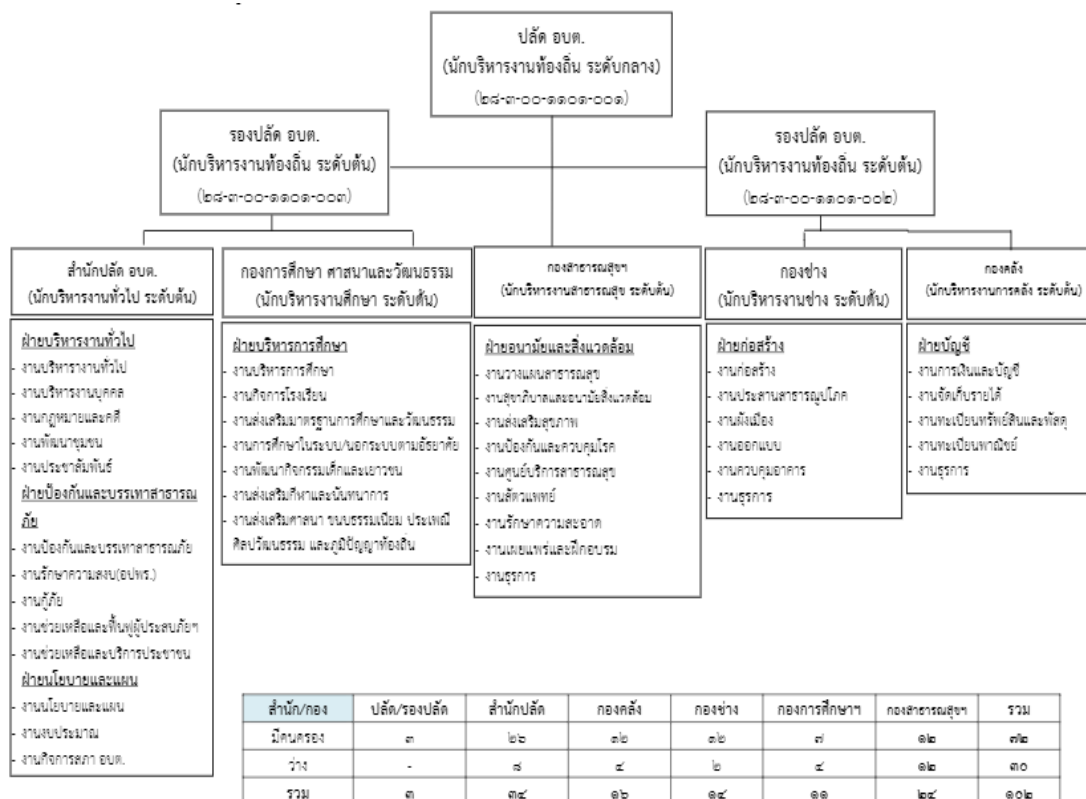 ปลัด อบต.
(นักบริหารงานท้องถิ่น ระดับกลาง)
(๒๘-๓-๐๐-๑๑๐๑-๐๐๑)
รองปลัด อบต.
(นักบริหารงานท้องถิ่น ระดับต้น)
(๒๘-๓-๐๐-๑๑๐๑-๐๐๓)
รองปลัด อบต.
(นักบริหารงานท้องถิ่น ระดับต้น)
(๒๘-๓-๐๐-๑๑๐๑-๐๐๒)
สำนักปลัด อบต.
(นักบริหารงานทั่วไป ระดับต้น)
ฝ่ายบริหารงานทั่วไป
- งานบริหารงานทั่วไป
- งานบริหารงานบุคคล
- งานกฎหมายและคดี
- งานพัฒนาชุมชน
- งานประชาสัมพันธ์
ฝ่ายป้องกันและบรรเทาสาธารณ
ภัย
- งานป้องกันและบรรเทาสาธารณภัย
- งานรักษาความสงบ(อปพร.)
- งานกู้ภัย
- งานช่วยเหลือและฟื้นฟูผู้ประสบภัยฯ
- งานช่วยเหลือและบริการประชาชน
ฝ่ายนโยบายและแผน
- งานนโยบายและแผน
- งานงบประมาณ
- งานกิจการสภา อบต.
กองการศึกษา ศาสนาและวัฒนธรรม
(นักบริหารงานศึกษา ระดับต้น)
ฝ่ายบริหารการศึกษา
- งานบริหารการศึกษา
- งานกิจการโรงเรียน
- งานส่งเสริมมาตรฐานการศึกษาและวัฒนธรรม
- งานการศึกษาในระบบ/นอกระบบตามอัธยาศัย
- งานพัฒนากิจกรรมเด็กและเยาวชน
- งานส่งเสริมกีฬาและนันทนาการ
- งานส่งเสริมศาสนา ขนบธรรมเนียม ประเพณี
ศิลปวัฒนธรรม และภูมิปัญญาท้องถิ่น
กองสาธารณสุขฯ
(นักบริหารงานสาธารณสุข ระดับต้น)
ฝ่ายอนามัยและสิ่งแวดล้อม
- งานวางแผนสาธารณสุข
- งานสุขาภิบาลและอนามัยสิ่งแวดล้อม
- งานส่งเสริมสุขภาพ
- งานป้องกันและควบคุมโรค
- งานศูนย์บริการสาธารณสุข
- งานสัตวแพทย์
- งานรักษาความสะอาด
- งานเผยแพร่และฝึกอบรม
- งานธุรการ
กองช่าง
(นักบริหารงานช่าง ระดับต้น)
ฝ่ายก่อสร้าง
- งานก่อสร้าง
- งานประสานสาธารณูปโภค
- งานผังเมือง
- งานออกแบบ
- งานควบคุมอาคาร
- งานธุรการ
กองคลัง
(นักบริหารงานการคลัง ระดับต้น)
ฝ่ายบัญชี
- งานการเงินและบัญชี
- งานจัดเก็บรายได้
- งานทะเบียนทรัพย์สินและพัสดุ
- งานทะเบียนพาณิชย์
- งานธุรการ
สำนัก/กอง ปลัด/รองปลัด สำนักปลัด กองคลัง กองช่าง กองการศึกษาฯ กองสาธารณสุขฯ รวม
มีคนครอง ๓ ๒๖ ๑๒ ๑๒ ๗ ๑๒ ๗๒
ว่าง - ๘ ๔ ๒ ๔ ๑๒ ๓๐
รวม ๓ ๓๔ ๑๖ ๑๔ ๑๑ ๒๔ ๑๐๒